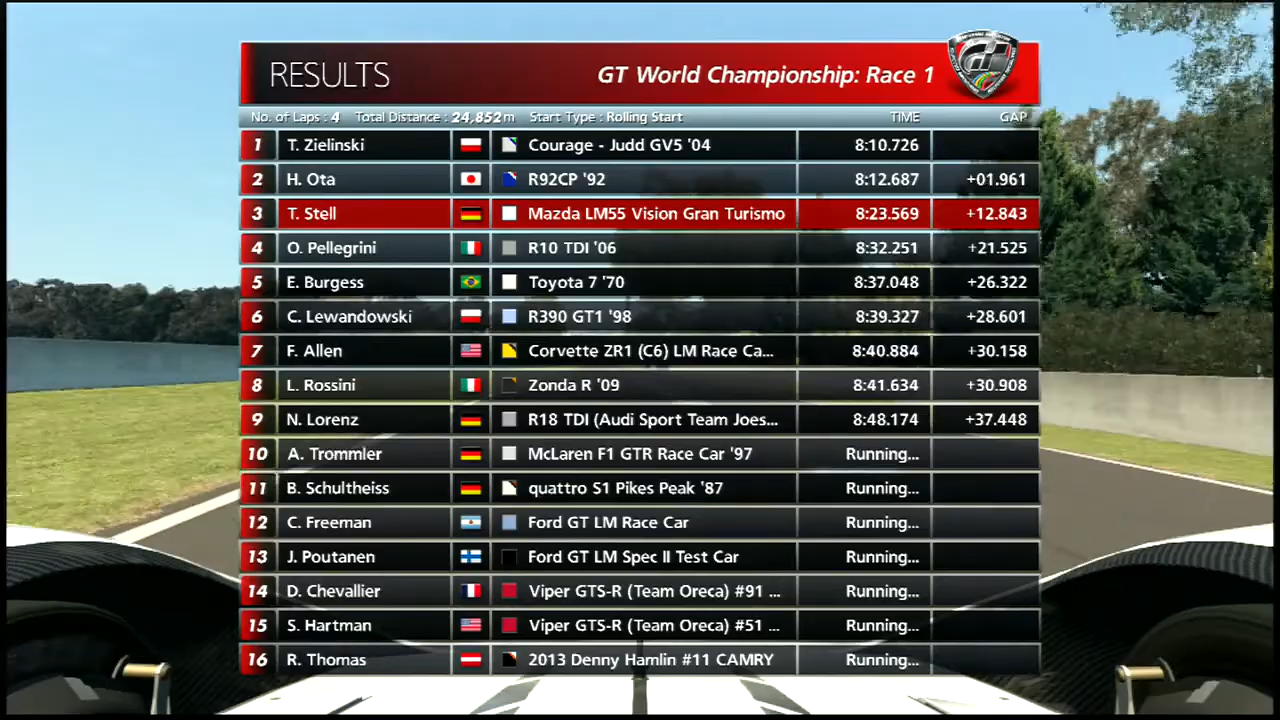 RESULTS GT World Championship: Race 1
No. of Laps : 4 Total Distance : 24,852 m Start Type : Rolling Start TIME GAP
1 T. Zielinski Courage - Judd GV5 '04 8:10.726
2 H. Ota R92CP '92 8:12.687 +01.961
3 T. Stell Mazda LM55 Vision Gran Turismo 8:23.569 +12.843
4 O. Pellegrini R10 TDI '06 8:32.251 +21.525
5 E. Burgess Toyota 7 '70 8:37.048 +26.322
6 C. Lewandowski R390 GT1 '98 8:39.327 +28.601
7 F. Allen Corvette ZR1 (C6) LM Race Ca... 8:40.884 +30.158
8 L. Rossini Zonda R '09 8:41.634 +30.908
9 N. Lorenz R18 TDI (Audi Sport Team Joes... 8:48.174 +37.448
10 A. Trommler McLaren F1 GTR Race Car '97 Running...
11 B. Schultheiss quattro S1 Pikes Peak '87 Running...
12 C. Freeman Ford GT LM Race Car Running...
13 J. Poutanen Ford GT LM Spec II Test Car Running...
14 D. Chevallier Viper GTS-R (Team Oreca) #91 ... Running...
15 S. Hartman Viper GTS-R (Team Oreca) #51 ... Running...
16 R. Thomas 2013 Denny Hamlin #11 CAMRY Running...